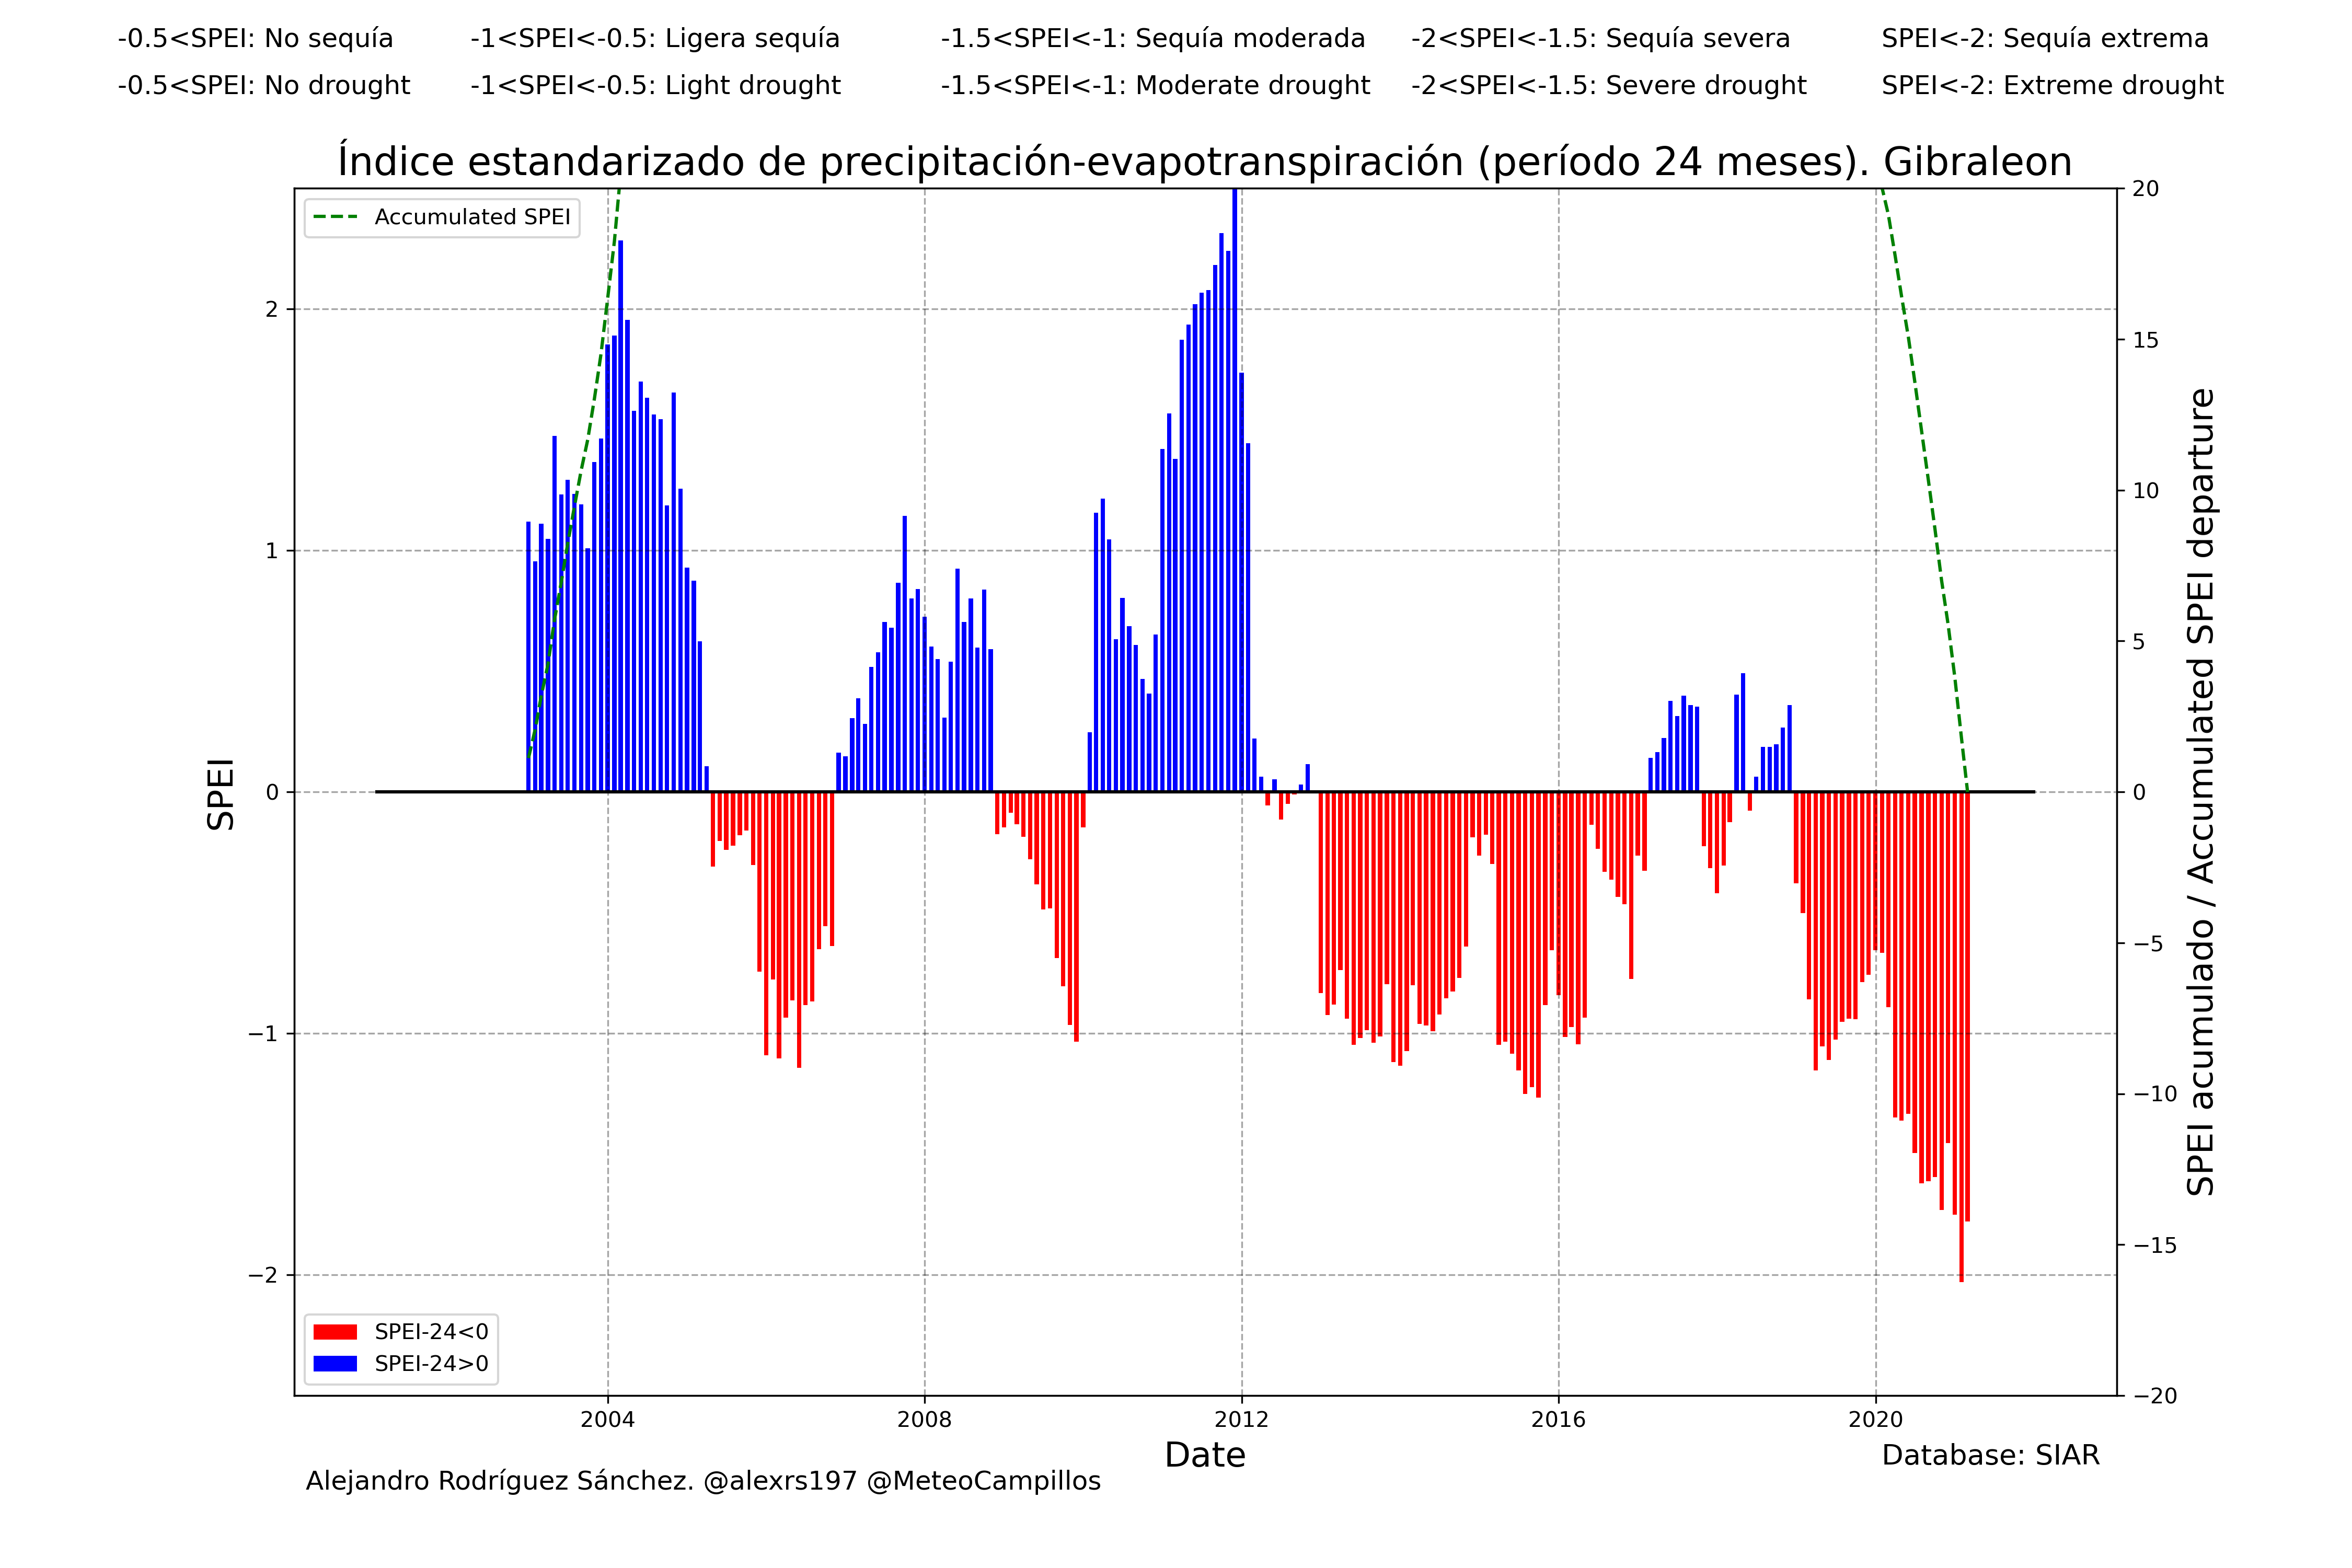 -0.5<SPEI: No sequía -1<SPEI<-0.5: Ligera sequía -1.5<SPEI<-1: Sequía moderada -2<SPEI<-1.5: Sequía severa SPEI<-2: Sequía extrema
-0.5<SPEI: No drought -1<SPEI<-0.5: Light drought -1.5<SPEI<-1: Moderate drought -2<SPEI<-1.5: Severe drought SPEI<-2: Extreme drought
Índice estandarizado de precipitación-evapotranspiración (período 24 meses). Gibraleon
Accumulated SPEI
2
1
0
−1
−2
SPEI
20
15
10
5
0
−5
−10
−15
−20
SPEI acumulado / Accumulated SPEI departure
SPEI-24<0
SPEI-24>0
2004 2008 2012 2016 2020
Date
Database: SIAR
Alejandro Rodríguez Sánchez. @alexrs197 @MeteoCampillos